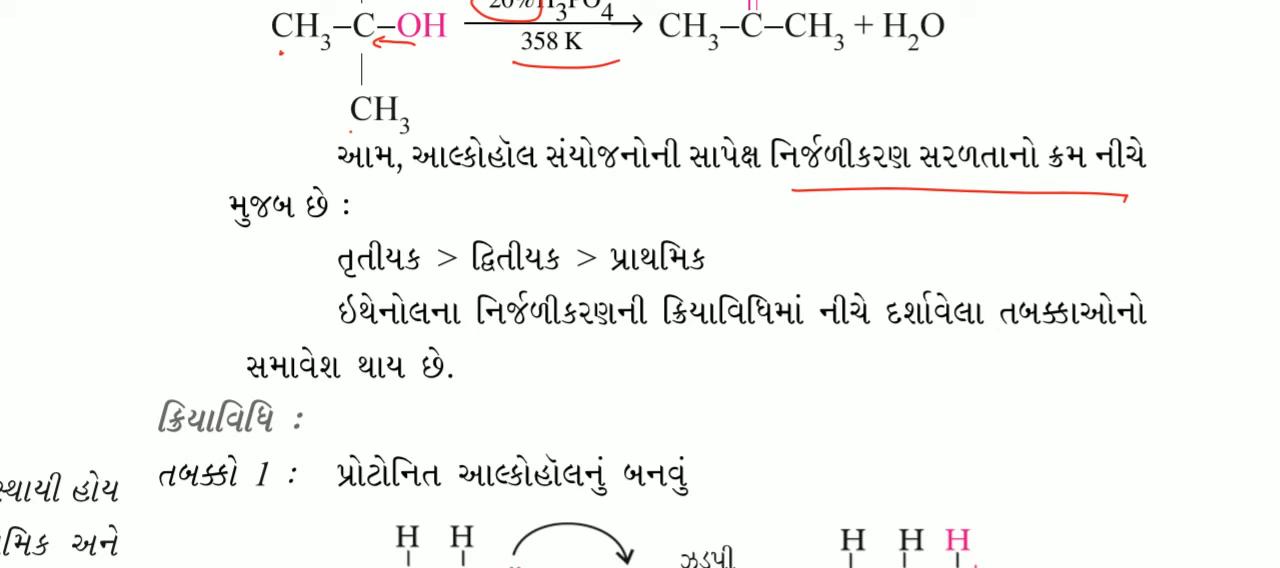 20% H₃PO₄
CH₃–C–OH → CH₃–C–CH₃ + H₂O
358 K
CH₃
આમ, આલ્કોહૉલ સંયોજનોની સાપેક્ષ નિર્જળીકરણ સરળતાનો ક્રમ નીચે
મુજબ છે :
તૃતીયક > દ્વિતીયક > પ્રાથમિક
ઇથેનોલના નિર્જળીકરણની ક્રિયાવિધિમાં નીચે દર્શાવેલા તબક્કાઓનો
સમાવેશ થાય છે.
ક્રિયાવિધિ :
તબક્કો 1 : પ્રોટોનિત આલ્કોહૉલનું બનવું
સ્થાયી હોય
મિક અને
H H ઝડપી H H H